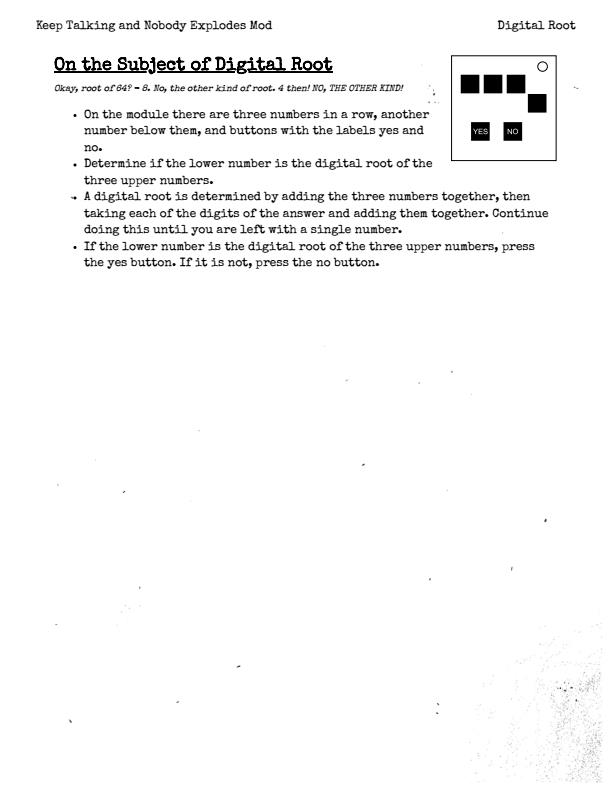 Keep Talking and Nobody Explodes Mod
Digital Root
On the Subject of Digital Root
Okay, root of 64? - 8. No, the other kind of root. 4 then! NO, THE OTHER KIND!
• On the module there are three numbers in a row, another
number below them, and buttons with the labels yes and
no.
• Determine if the lower number is the digital root of the
three upper numbers.
• A digital root is determined by adding the three numbers together, then
taking each of the digits of the answer and adding them together. Continue
doing this until you are left with a single number.
• If the lower number is the digital root of the three upper numbers, press
the yes button. If it is not, press the no button.
YES
NO